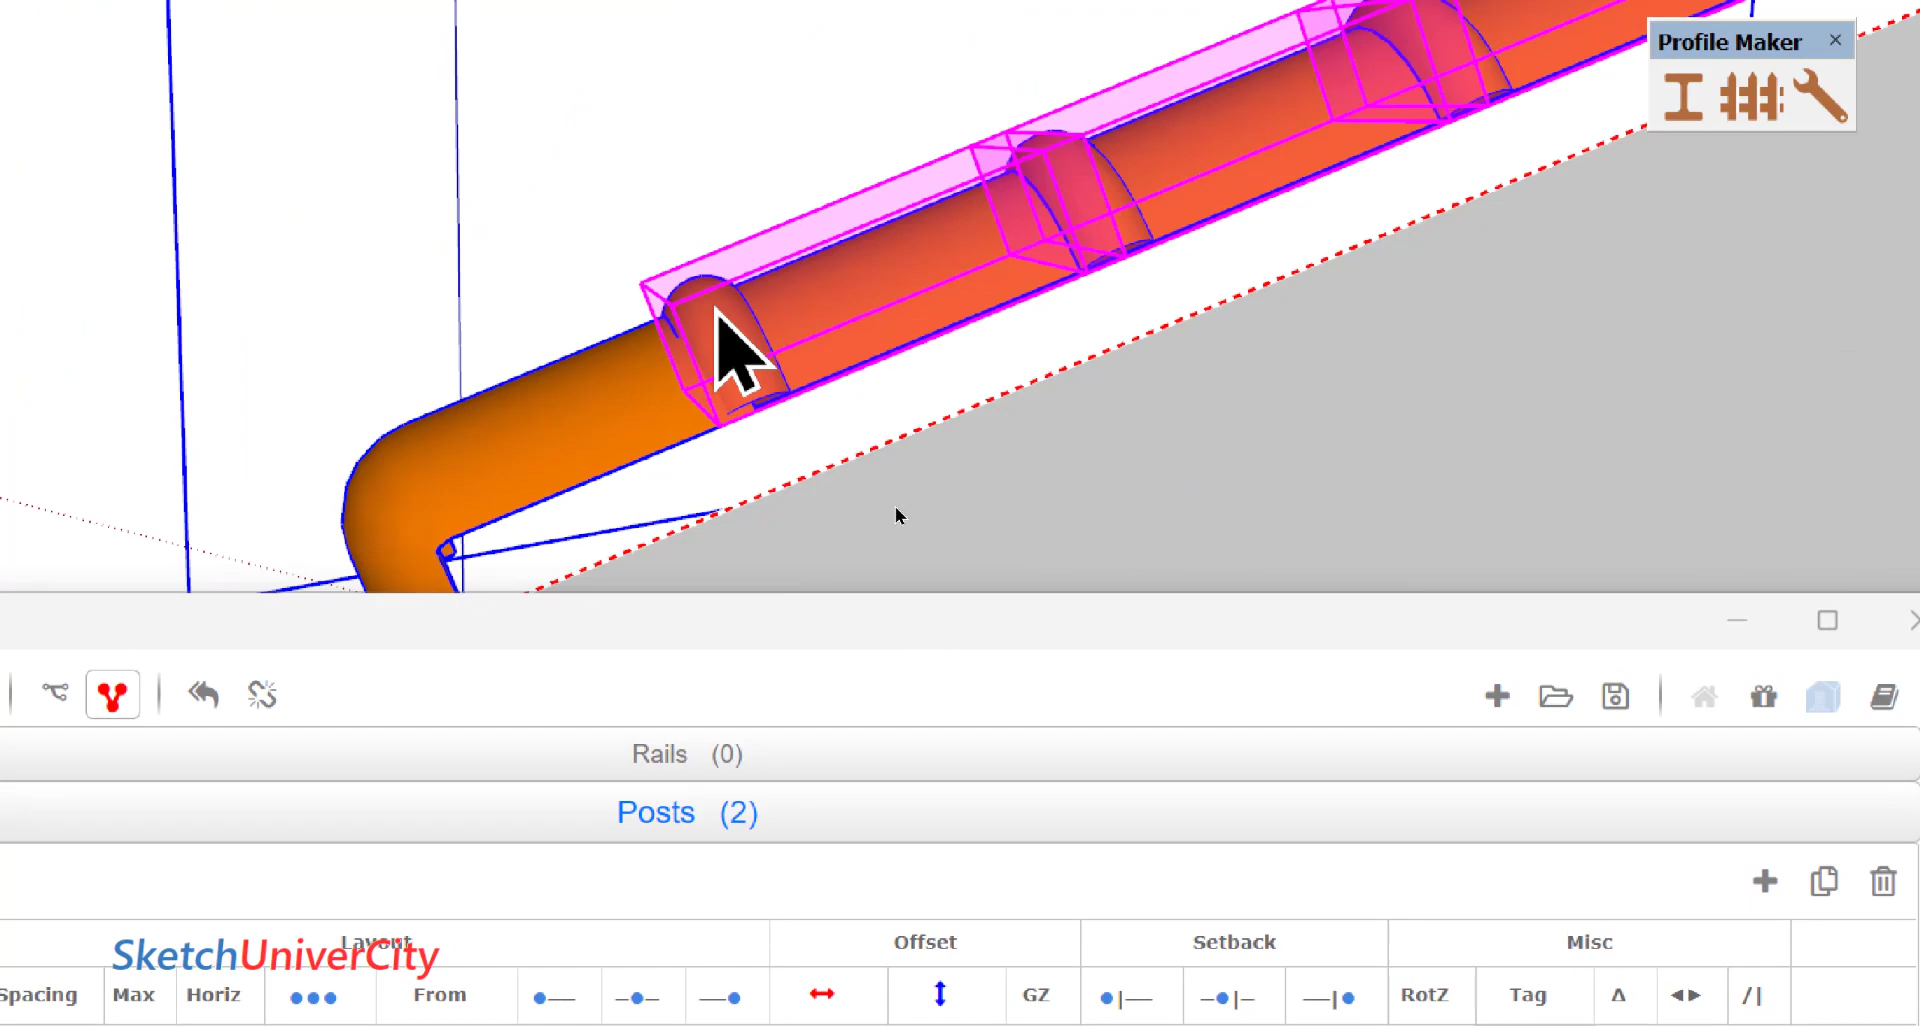 Profile Maker
Rails (0)
Posts (2)
Layout Offset Setback Misc
SketchUniverCity
Spacing Max Horiz From GZ RotZ Tag Δ